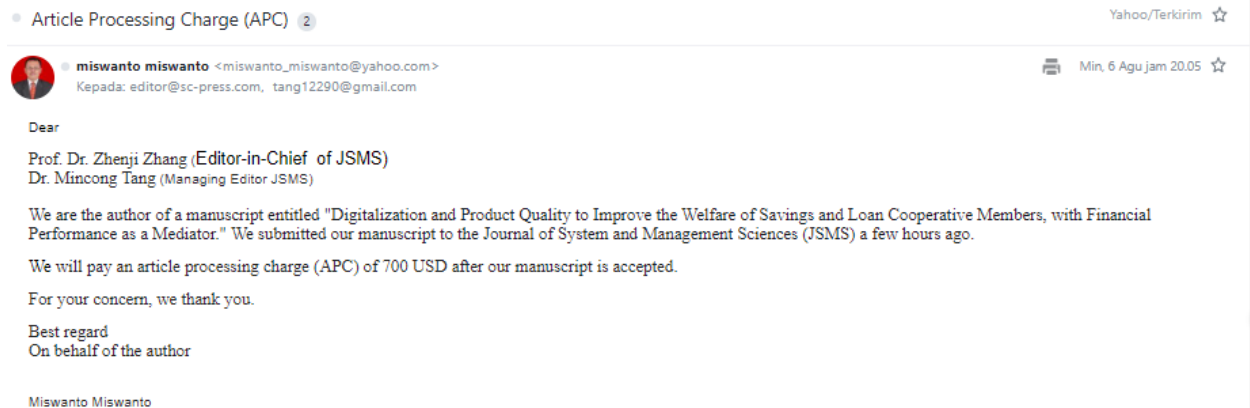 Article Processing Charge (APC) 2
Yahoo/Terkirim
miswanto miswanto <miswanto_miswanto@yahoo.com>
Min, 6 Agu jam 20.05
Kepada: editor@sc-press.com, tang12290@gmail.com
Dear
Prof. Dr. Zhenji Zhang (Editor-in-Chief of JSMS)
Dr. Mincong Tang (Managing Editor JSMS)
We are the author of a manuscript entitled "Digitalization and Product Quality to Improve the Welfare of Savings and Loan Cooperative Members, with Financial
Performance as a Mediator." We submitted our manuscript to the Journal of System and Management Sciences (JSMS) a few hours ago.
We will pay an article processing charge (APC) of 700 USD after our manuscript is accepted.
For your concern, we thank you.
Best regard
On behalf of the author
Miswanto Miswanto